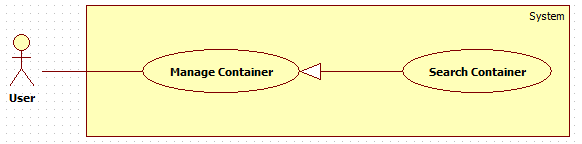 System
Manage Container
Search Container
User